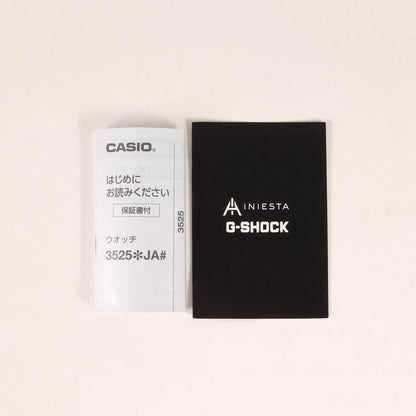 CASIO®
はじめに
お読みください
保証書付
ウオッチ
3525✻JA#
3525
INIESTA
G-SHOCK